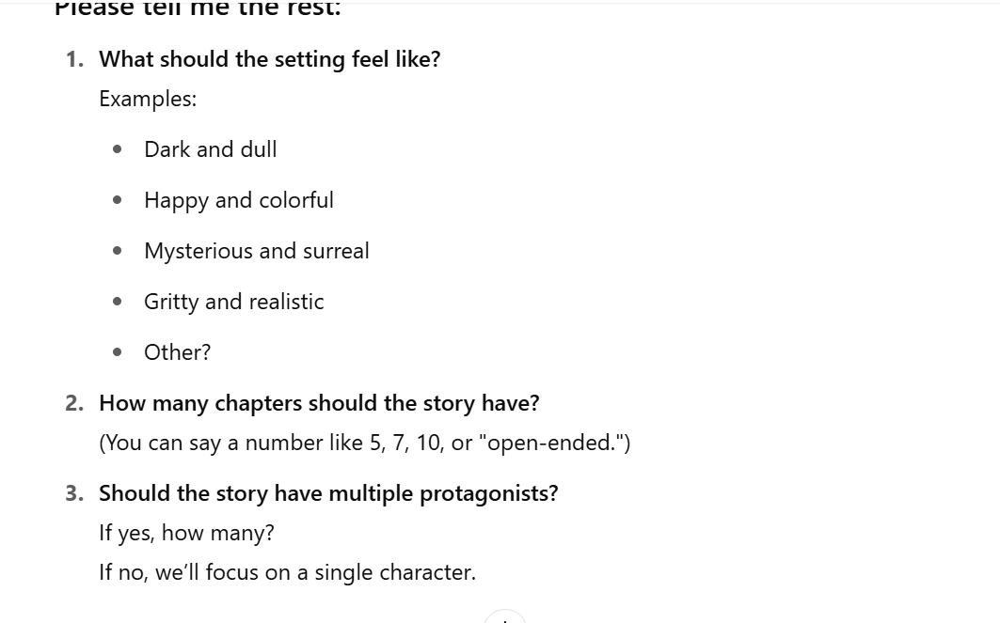 Please tell me the rest:
1. What should the setting feel like?
Examples:
• Dark and dull
• Happy and colorful
• Mysterious and surreal
• Gritty and realistic
• Other?
2. How many chapters should the story have?
(You can say a number like 5, 7, 10, or "open-ended.")
3. Should the story have multiple protagonists?
If yes, how many?
If no, we’ll focus on a single character.